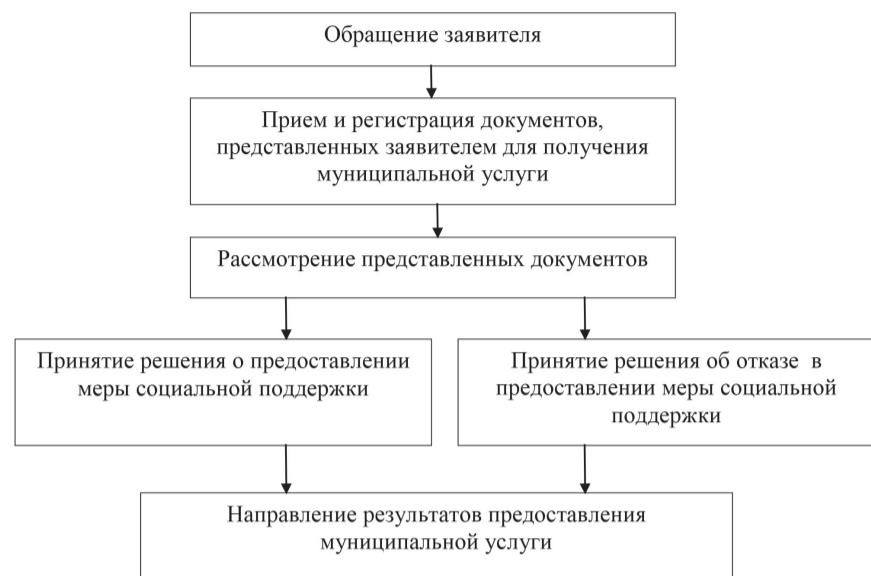 Обращение заявителя
Прием и регистрация документов,
представленных заявителем для получения
муниципальной услуги
Рассмотрение представленных документов
Принятие решения о предоставлении
меры социальной поддержки
Принятие решения об отказе в
предоставлении меры социальной
поддержки
Направление результатов предоставления
муниципальной услуги